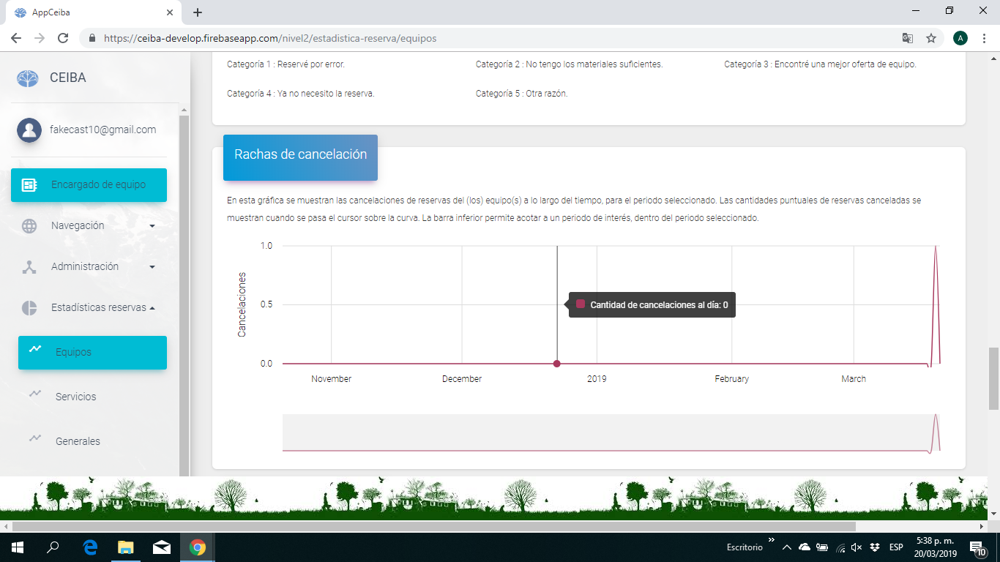 AppCeiba
https://ceiba-develop.firebaseapp.com/nivel2/estadistica-reserva/equipos
A
CEIBA
fakecast10@gmail.com
Encargado de equipo
Navegación
Administración
Estadísticas reservas
Equipos
Servicios
Generales
Categoría 1 : Reservé por error.
Categoría 2 : No tengo los materiales suficientes.
Categoría 3 : Encontré una mejor oferta de equipo.
Categoría 4 : Ya no necesito la reserva.
Categoría 5 : Otra razón.
Rachas de cancelación
En esta gráfica se muestran las cancelaciones de reservas del (los) equipo(s) a lo largo del tiempo, para el periodo seleccionado. Las cantidades puntuales de reservas canceladas se
muestran cuando se pasa el cursor sobre la curva. La barra inferior permite acotar a un periodo de interés, dentro del periodo seleccionado.
Cancelaciones
1.0
0.5
0.0
Cantidad de cancelaciones al día: 0
November
December
2019
February
March
Escritorio
ESP
5:38 p. m.
20/03/2019
10